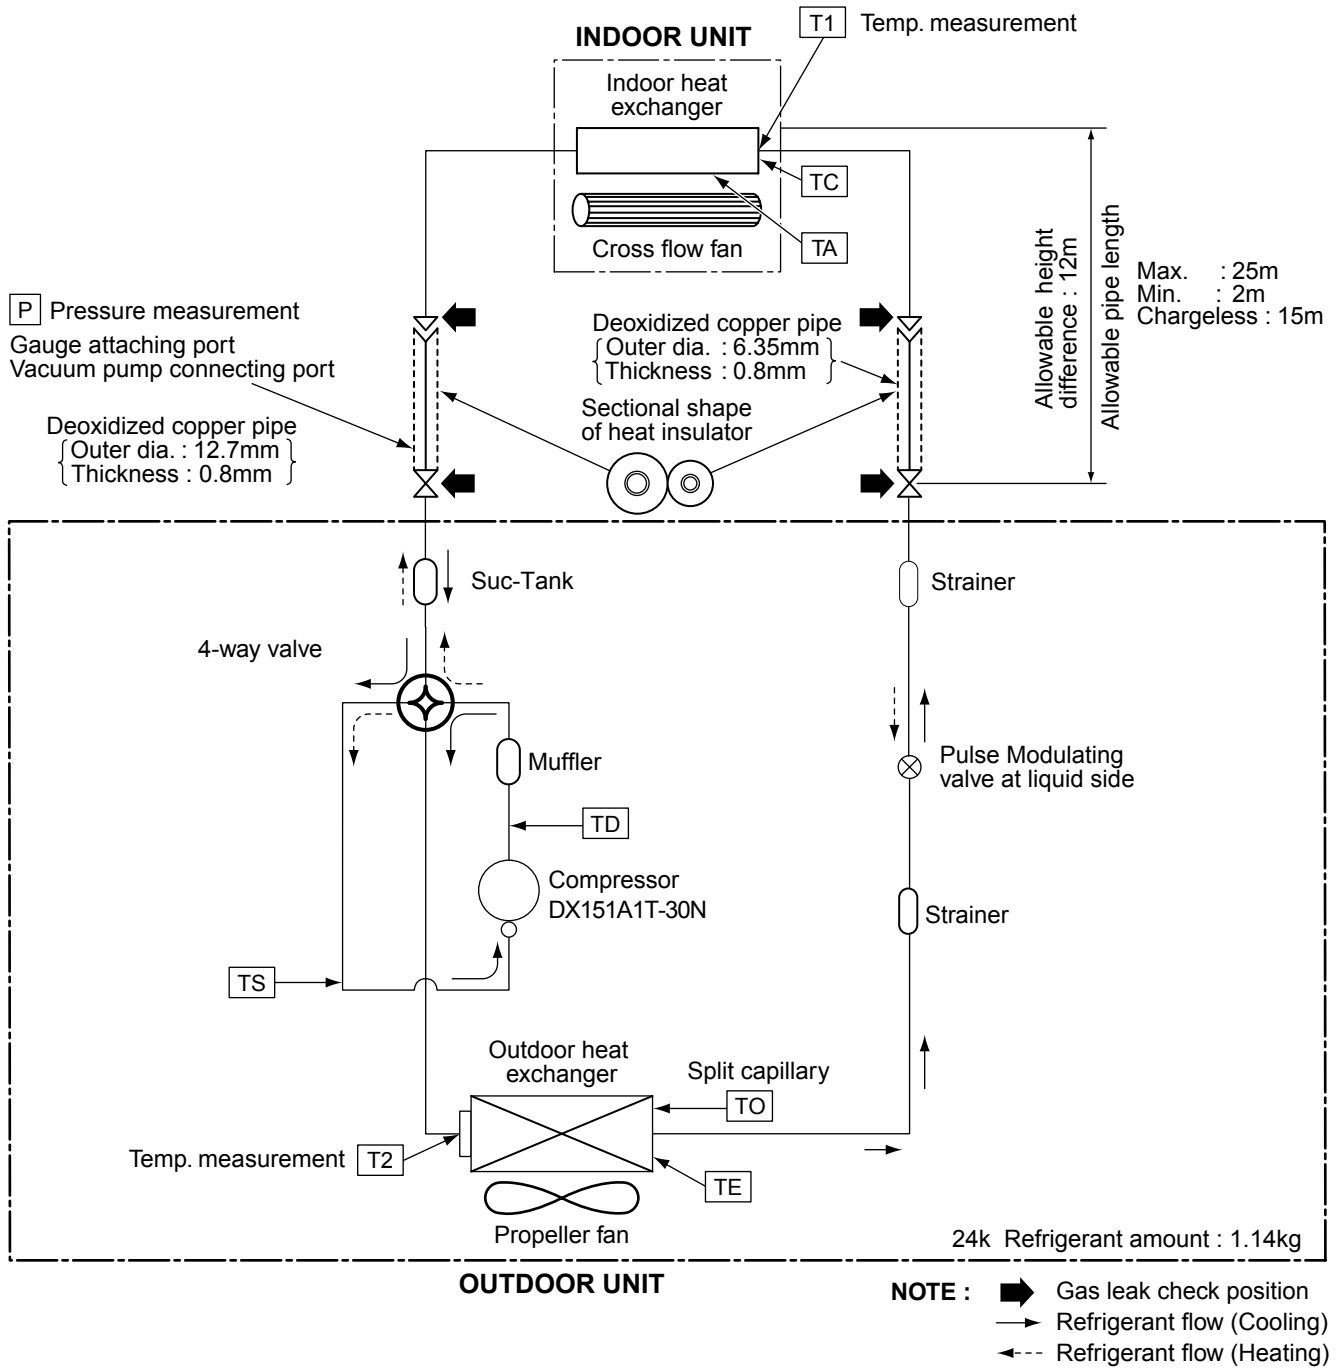 T1 Temp. measurement
INDOOR UNIT
Indoor heat
exchanger
TC
Cross flow fan
TA
Allowable height
difference : 12m
Allowable pipe length
Max. : 25m
Min. : 2m
Chargeless : 15m
P Pressure measurement
Gauge attaching port
Vacuum pump connecting port
Deoxidized copper pipe
Outer dia. : 12.7mm
Thickness : 0.8mm
Deoxidized copper pipe
Outer dia. : 6.35mm
Thickness : 0.8mm
Sectional shape
of heat insulator
Suc-Tank
Strainer
4-way valve
Muffler
Pulse Modulating
valve at liquid side
TD
Compressor
DX151A1T-30N
Strainer
TS
Outdoor heat
exchanger
Split capillary
TO
Temp. measurement T2
TE
Propeller fan
24k Refrigerant amount : 1.14kg
OUTDOOR UNIT
NOTE : Gas leak check position
Refrigerant flow (Cooling)
Refrigerant flow (Heating)